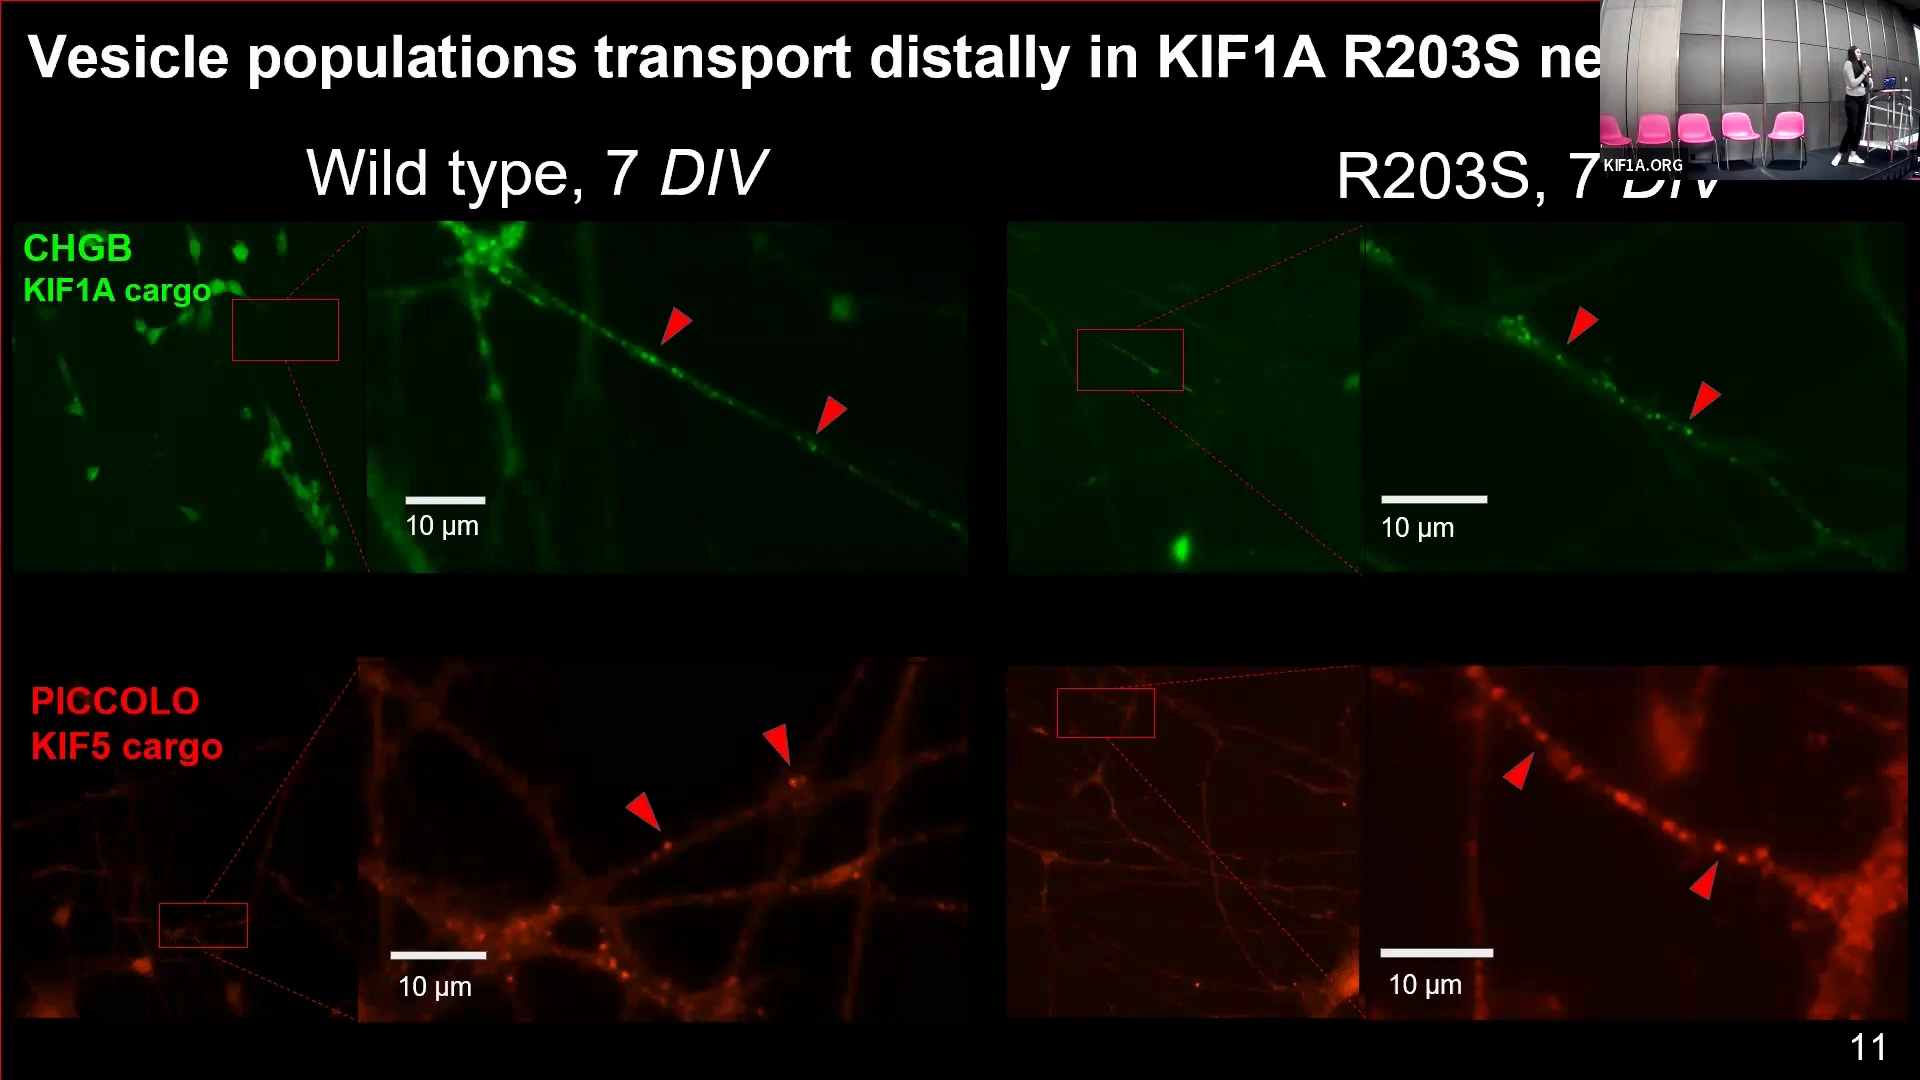 Vesicle populations transport distally in KIF1A R203S ne
KIF1A.ORG
Wild type, 7 DIV
R203S, 7 DIV
CHGB
KIF1A cargo
10 µm
10 µm
PICCOLO
KIF5 cargo
10 µm
10 µm
11